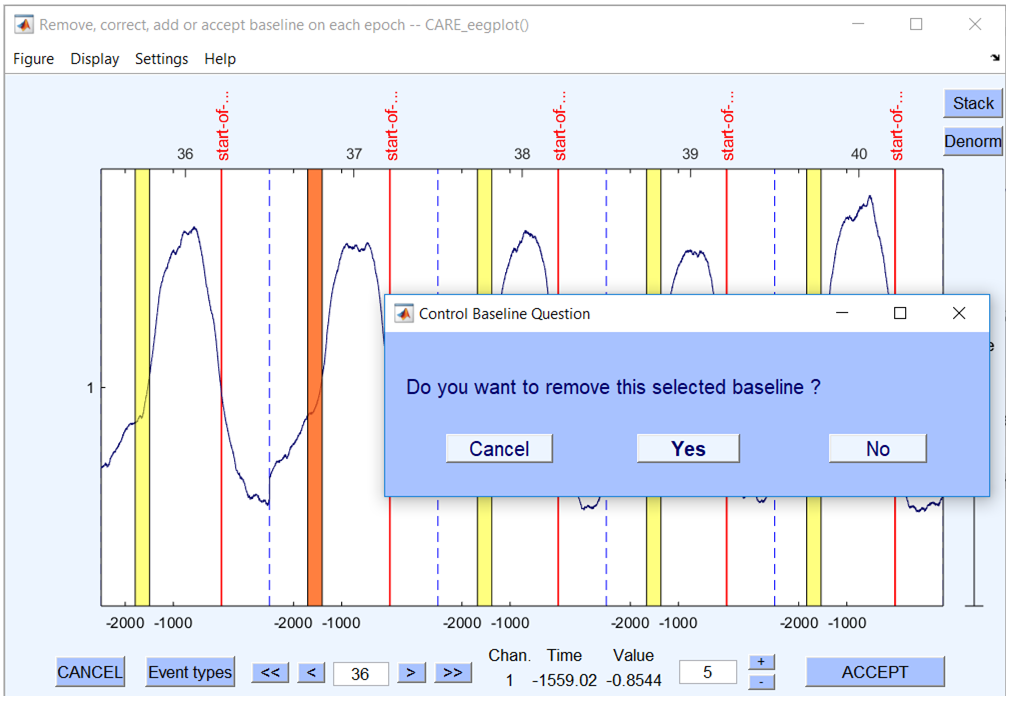 Remove, correct, add or accept baseline on each epoch -- CARE_eegplot()
Figure Display Settings Help
Stack
Denorm
start-of-... start-of-... start-of-... start-of-... start-of-...
36 37 38 39 40
Control Baseline Question
e
1
Do you want to remove this selected baseline ?
Cancel Yes No
-2000 -1000 -2000 -1000 -2000 -1000 -2000 -1000 -2000 -1000
Chan. Time Value
CANCEL Event types << < 36 > >> 1 -1559.02 -0.8544 5 + - ACCEPT